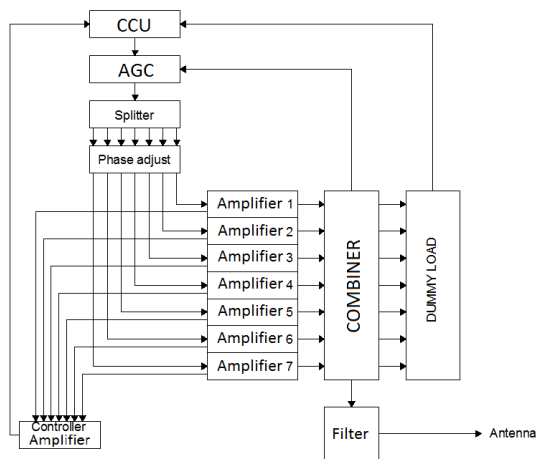 CCU
AGC
Splitter
Phase adjust
Amplifier 1
Amplifier 2
Amplifier 3
Amplifier 4
Amplifier 5
Amplifier 6
Amplifier 7
COMBINER
DUMMY LOAD
Controller
Amplifier
Filter
Antenna